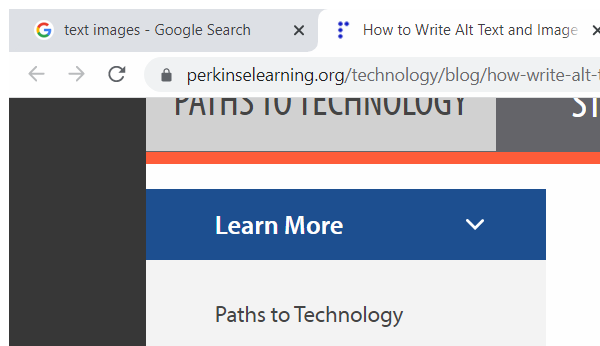 text images - Google Search
How to Write Alt Text and Image
perkinselearning.org/technology/blog/how-write-alt-
PATHS TO TECHNOLOGY
Learn More
Paths to Technology